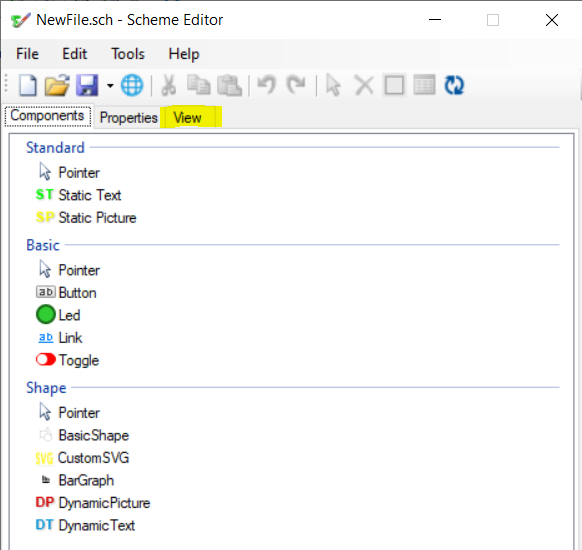 NewFile.sch - Scheme Editor
File Edit Tools Help
Components Properties View
Standard
Pointer
ST Static Text
SP Static Picture
Basic
Pointer
ab Button
Led
ab Link
Toggle
Shape
Pointer
BasicShape
SVG CustomSVG
BarGraph
DP DynamicPicture
DT DynamicText